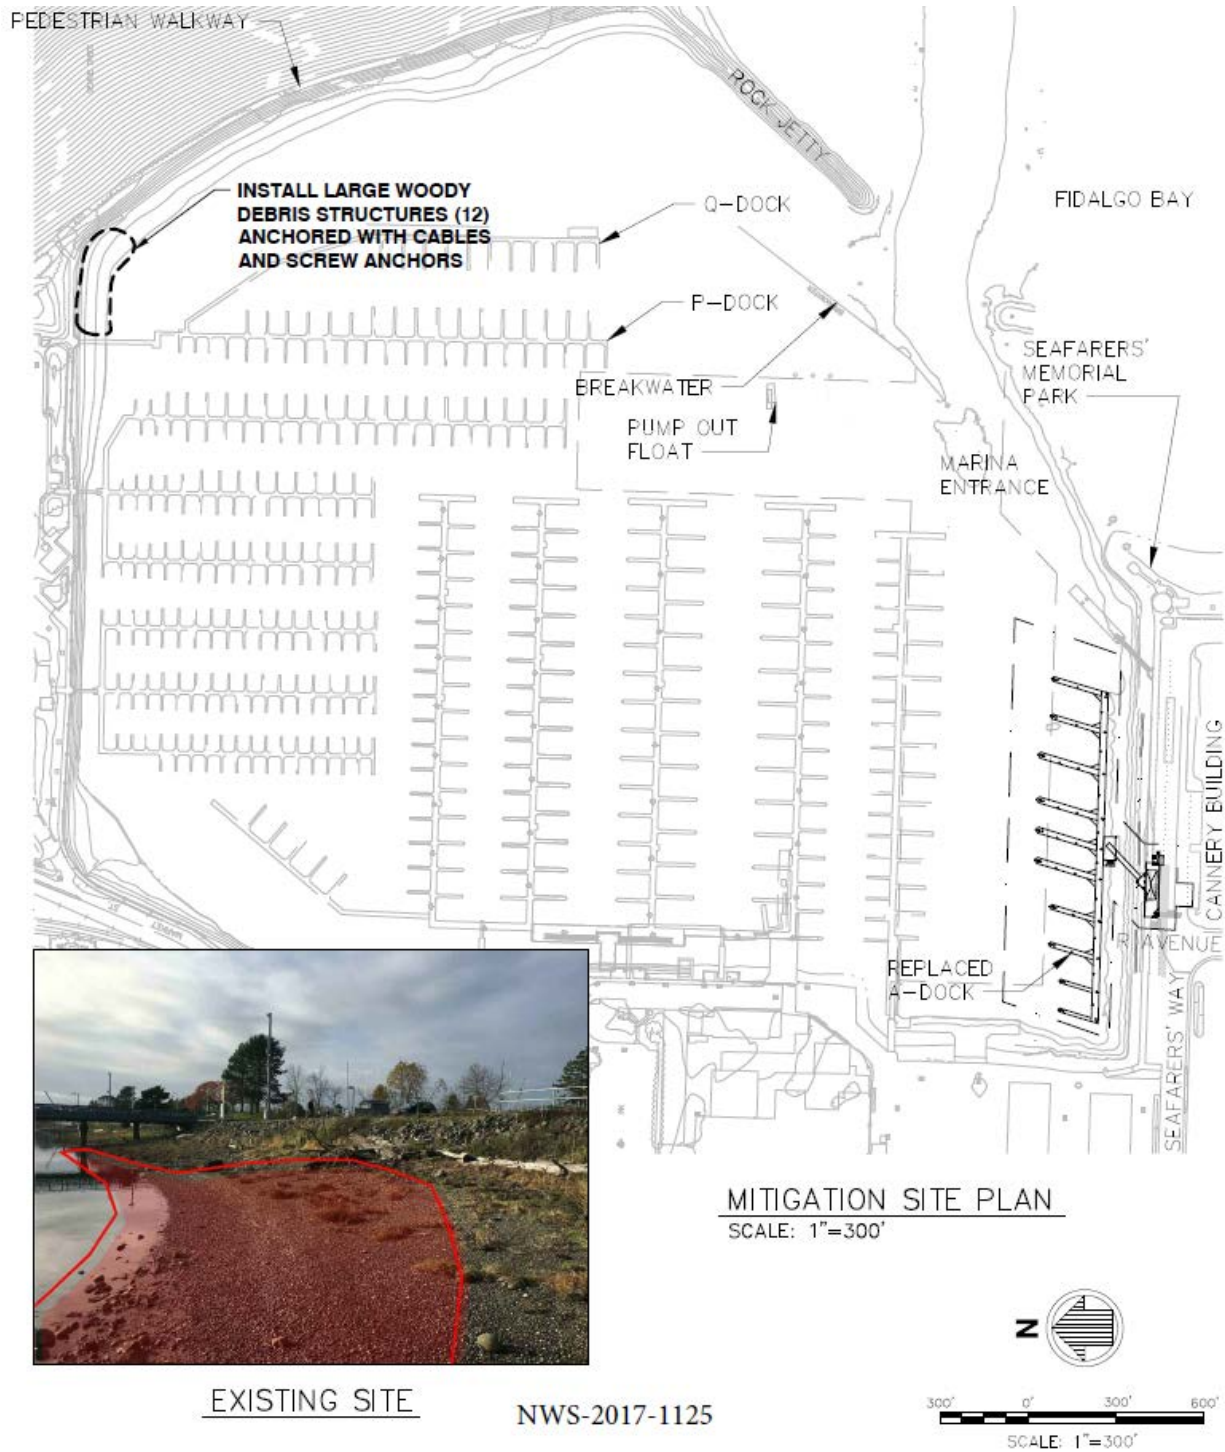 PEDESTRIAN WALKWAY
ROCK JETTY
INSTALL LARGE WOODY
DEBRIS STRUCTURES (12)
ANCHORED WITH CABLES
AND SCREW ANCHORS
Q-DOCK
FIDALGO BAY
P-DOCK
BREAKWATER
SEAFARERS'
MEMORIAL
PARK
PUMP OUT
FLOAT
MARINA
ENTRANCE
CANNERY BUILDING
R AVENUE
REPLACED
A-DOCK
SEAFARERS' WAY
MITIGATION SITE PLAN
SCALE: 1"=300'
N
EXISTING SITE
NWS-2017-1125
300' 0' 300' 600'
SCALE: 1"=300'